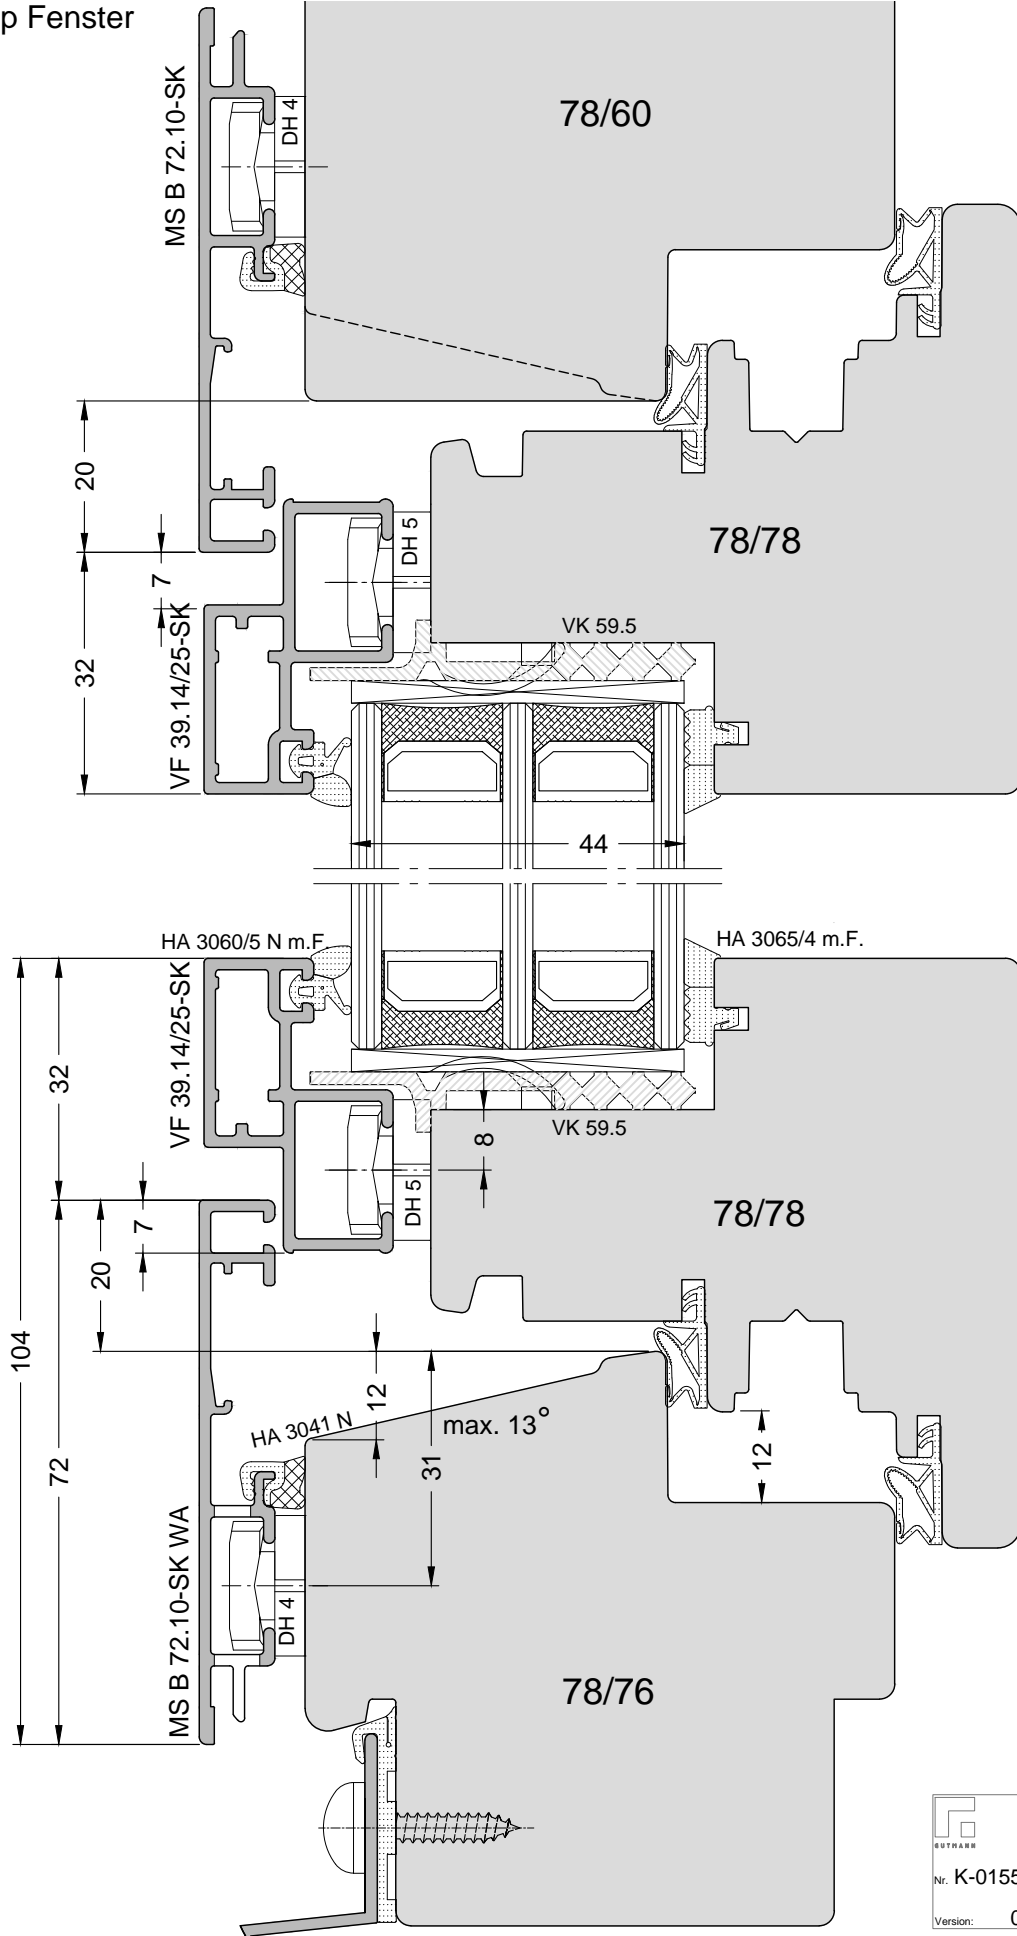 p Fenster
MS B 72.10-SK
DH 4
78/60
20
7
32
VF 39.14/25-SK
DH 5
78/78
VK 59.5
44
HA 3060/5 N m.F.
HA 3065/4 m.F.
VF 39.14/25-SK
32
7
20
104
72
8
VK 59.5
DH 5
78/78
12
31
max. 13°
HA 3041 N
12
MS B 72.10-SK WA
DH 4
78/76
GUTMANN
Nr. K-0155
Version: 0